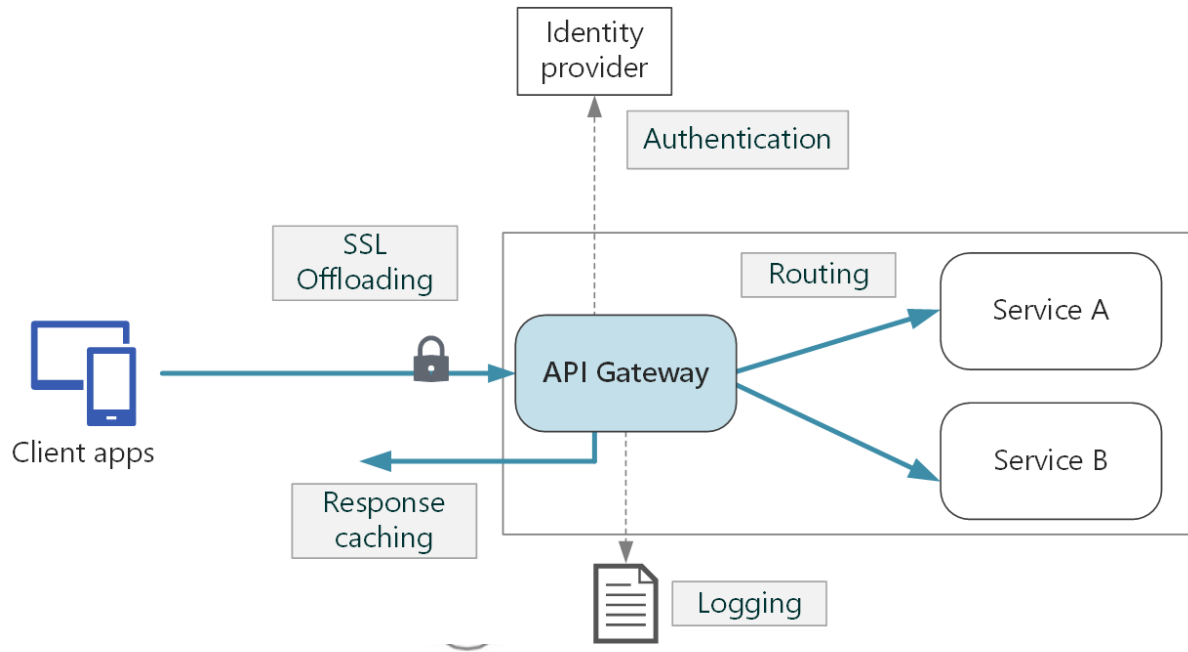 Identity
provider
Authentication
SSL
Offloading
Routing
Service A
API Gateway
Client apps
Service B
Response
caching
Logging